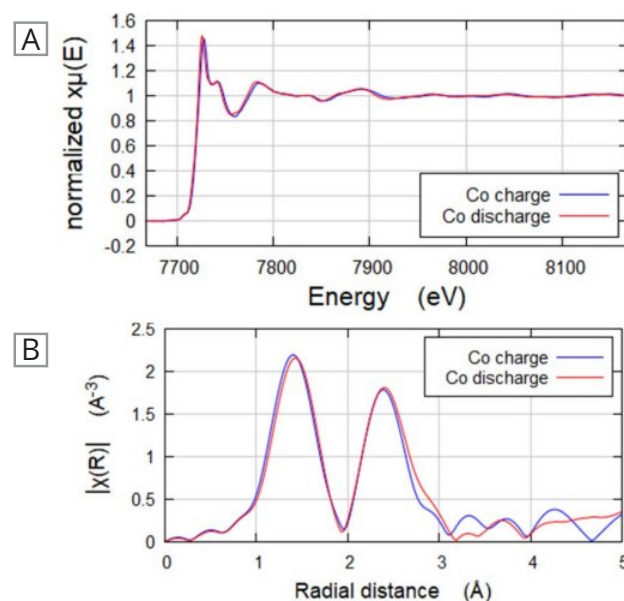 A
1.6
1.4
1.2
1
0.8
0.6
0.4
0.2
0
-0.2
normalized xμ(E)
Co charge
Co discharge
7700 7800 7900 8000 8100
Energy (eV)
B
2.5
2
1.5
1
0.5
0
|χ(R)| (A⁻³)
Co charge
Co discharge
0 1 2 3 4 5
Radial distance (Å)